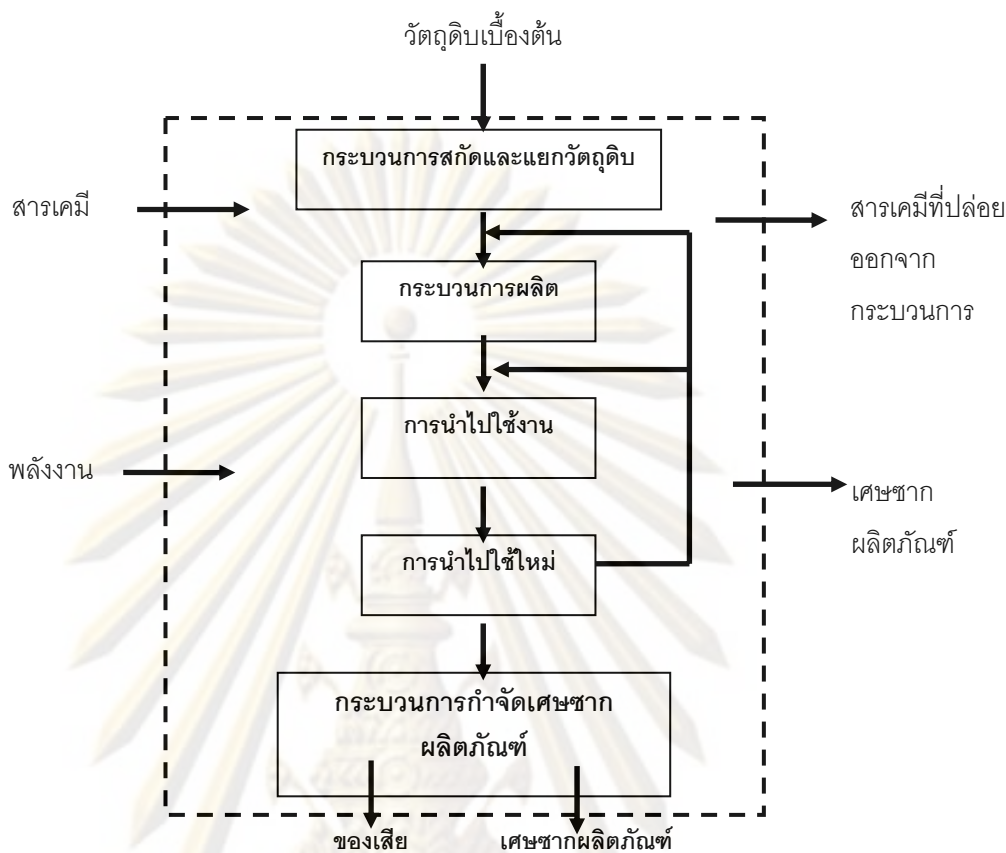 วัตถุดิบเบื้องต้น
กระบวนการสกัดและแยกวัตถุดิบ
สารเคมี
สารเคมีที่ปล่อย
ออกจาก
กระบวนการ
กระบวนการผลิต
การนำไปใช้งาน
พลังงาน
เศษซาก
ผลิตภัณฑ์
การนำไปใช้ใหม่
กระบวนการกำจัดเศษซาก
ผลิตภัณฑ์
ของเสีย
เศษซากผลิตภัณฑ์